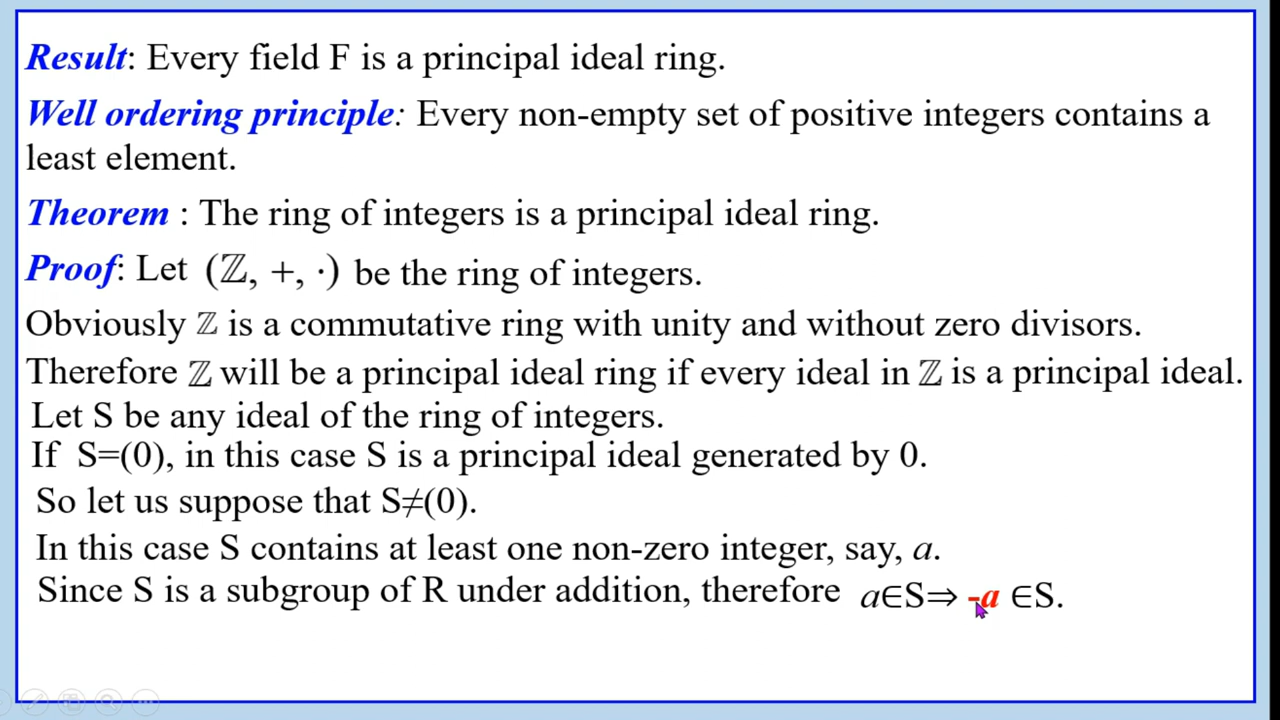 Result: Every field F is a principal ideal ring.
Well ordering principle: Every non-empty set of positive integers contains a
least element.
Theorem : The ring of integers is a principal ideal ring.
Proof: Let (ℤ, +, ·) be the ring of integers.
Obviously ℤ is a commutative ring with unity and without zero divisors.
Therefore ℤ will be a principal ideal ring if every ideal in ℤ is a principal ideal.
Let S be any ideal of the ring of integers.
If S=(0), in this case S is a principal ideal generated by 0.
So let us suppose that S≠(0).
In this case S contains at least one non-zero integer, say, a.
Since S is a subgroup of R under addition, therefore a∈S⇒ -a ∈S.